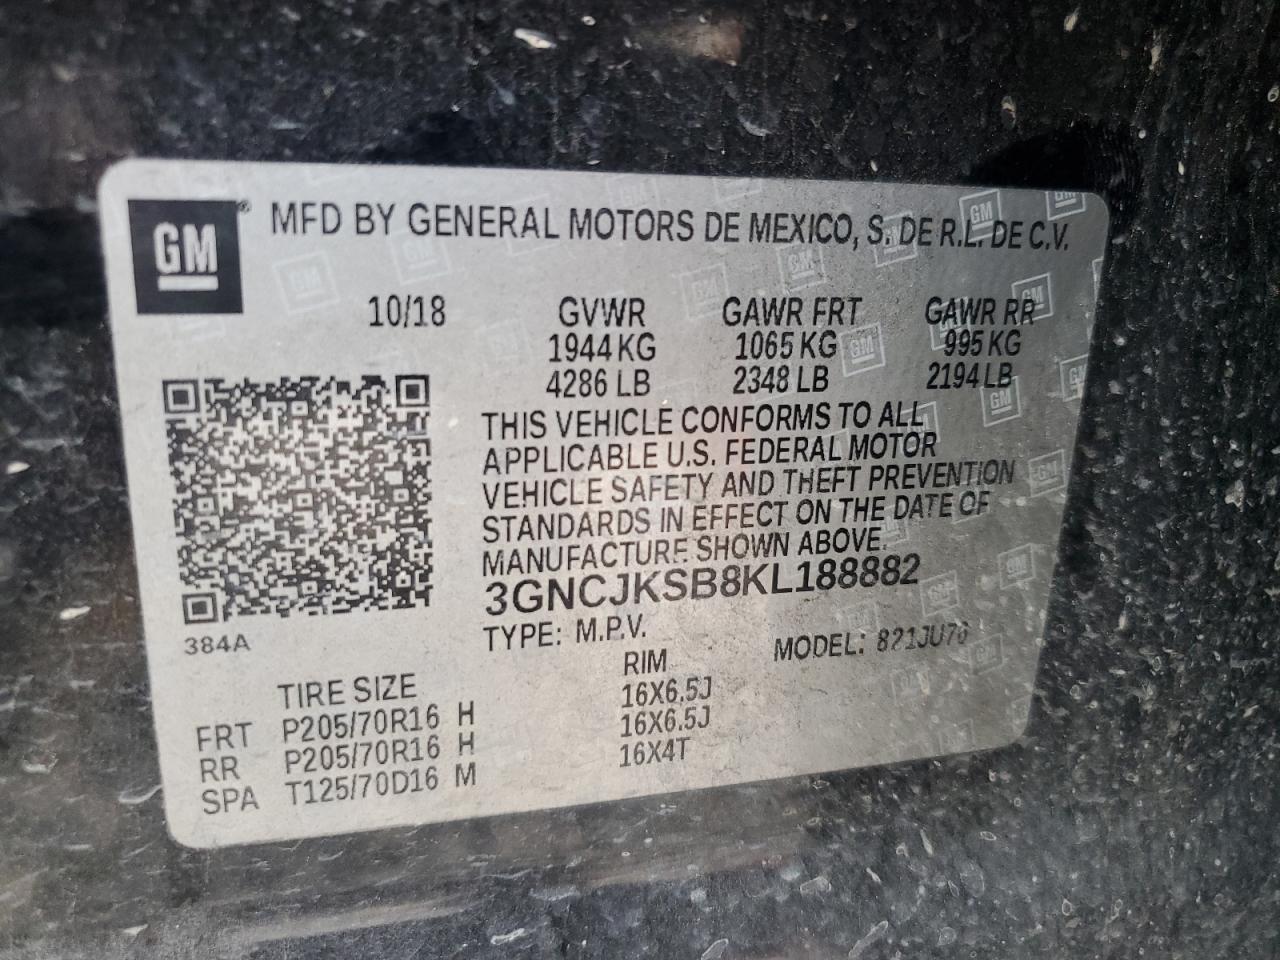 GM® MFD BY GENERAL MOTORS DE MEXICO, S. DE R.L. DE C.V.
10/18 GVWR GAWR FRT GAWR RR
1944 KG 1065 KG 995 KG
4286 LB 2348 LB 2194 LB
THIS VEHICLE CONFORMS TO ALL
APPLICABLE U.S. FEDERAL MOTOR
VEHICLE SAFETY AND THEFT PREVENTION
STANDARDS IN EFFECT ON THE DATE OF
MANUFACTURE SHOWN ABOVE.
3GNCJKSB8KL188882
384A
TYPE: M.P.V. MODEL: 821JU76
TIRE SIZE RIM
FRT P205/70R16 H 16X6.5J
RR P205/70R16 H 16X6.5J
SPA T125/70D16 M 16X4T